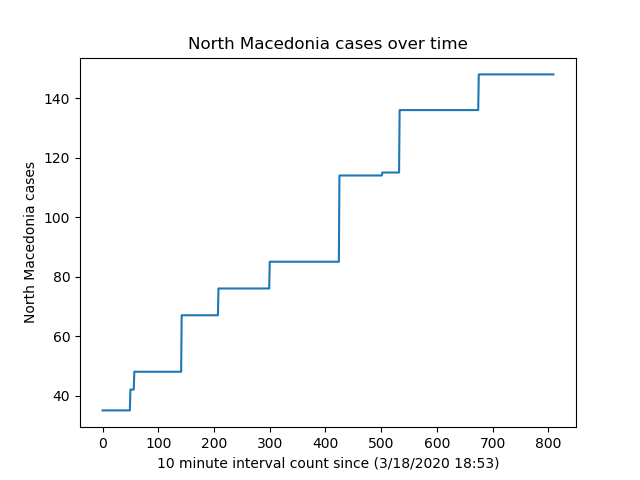 North Macedonia cases over time
North Macedonia cases
140
120
100
80
60
40
0 100 200 300 400 500 600 700 800
10 minute interval count since (3/18/2020 18:53)